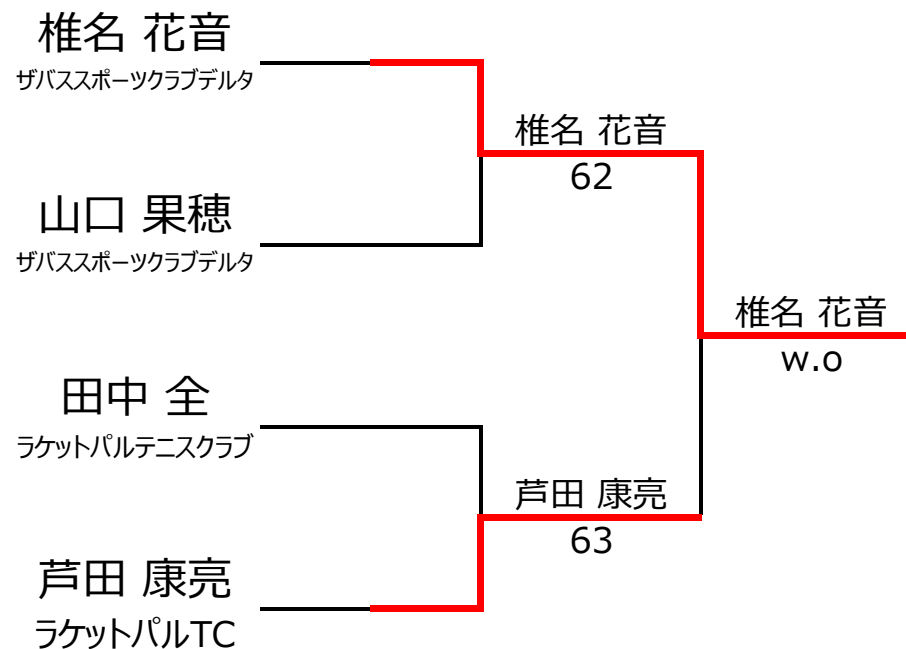 椎名 花音
ザバススポーツクラブデルタ
椎名 花音
62
山口 果穂
ザバススポーツクラブデルタ
椎名 花音
w.o
田中 全
ラケットパルテニスクラブ
芦田 康亮
63
芦田 康亮
ラケットパルTC